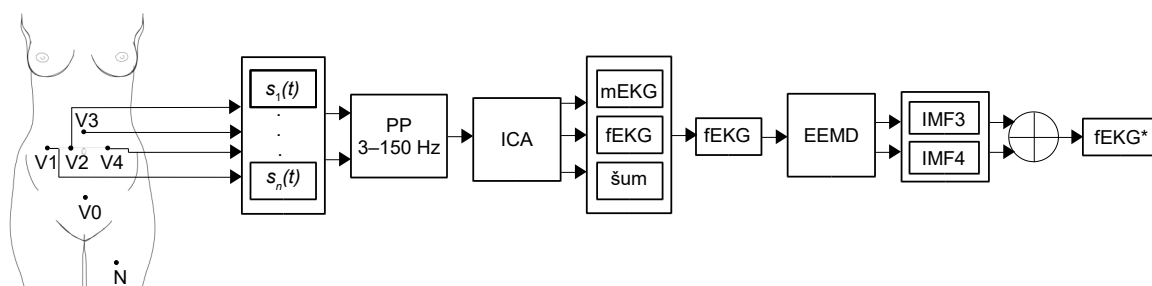 V3
V1 V2 V4
V0
N
s1(t)
.
.
.
sn(t)
PP
3–150 Hz
ICA
mEKG
fEKG
šum
fEKG
EEMD
IMF3
IMF4
fEKG*